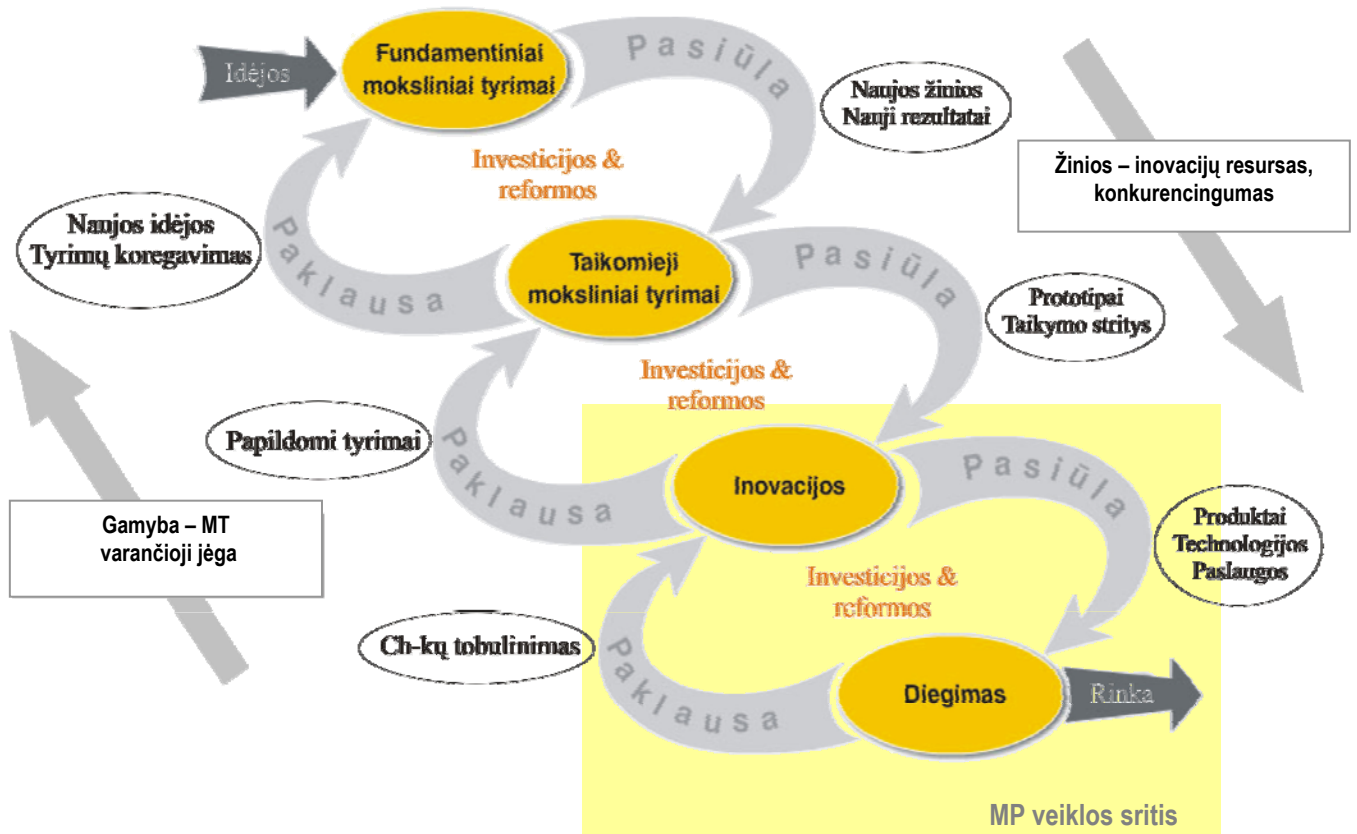 Idėjos
Fundamentiniai
moksliniai tyrimai
Pasiūla
Naujos žinios
Nauji rezultatai
Investicijos &
reformos
Žinios – inovacijų resursas,
konkurencingumas
Naujos idėjos
Tyrimų koregavimas
Paklausa
Taikomieji
moksliniai tyrimai
Pasiūla
Prototipai
Taikymo stritys
Investicijos &
reformos
Papildomi tyrimai
Paklausa
Inovacijos
Pasiūla
Gamyba – MT
varančioji jėga
Produktai
Technologijos
Paslaugos
Investicijos &
reformos
Ch-kų tobulinimas
Paklausa
Diegimas
Rinka
MP veiklos sritis